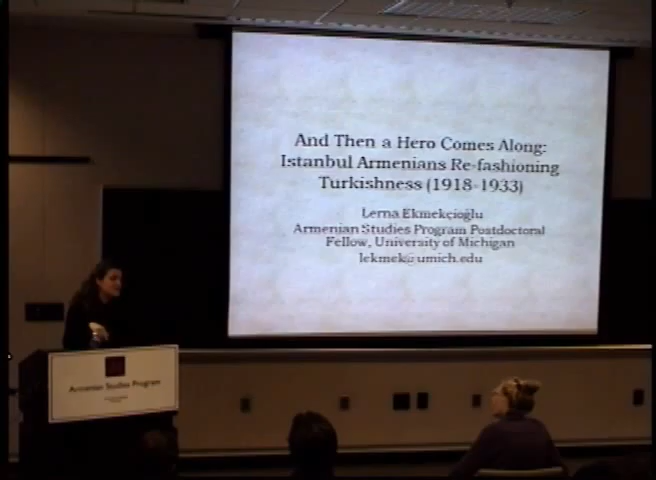 And Then a Hero Comes Along:
Istanbul Armenians Re-fashioning
Turkishness (1918-1933)
Lerna Ekmekçioğlu
Armenian Studies Program Postdoctoral
Fellow, University of Michigan
lekmek@umich.edu
Armenian Studies Program